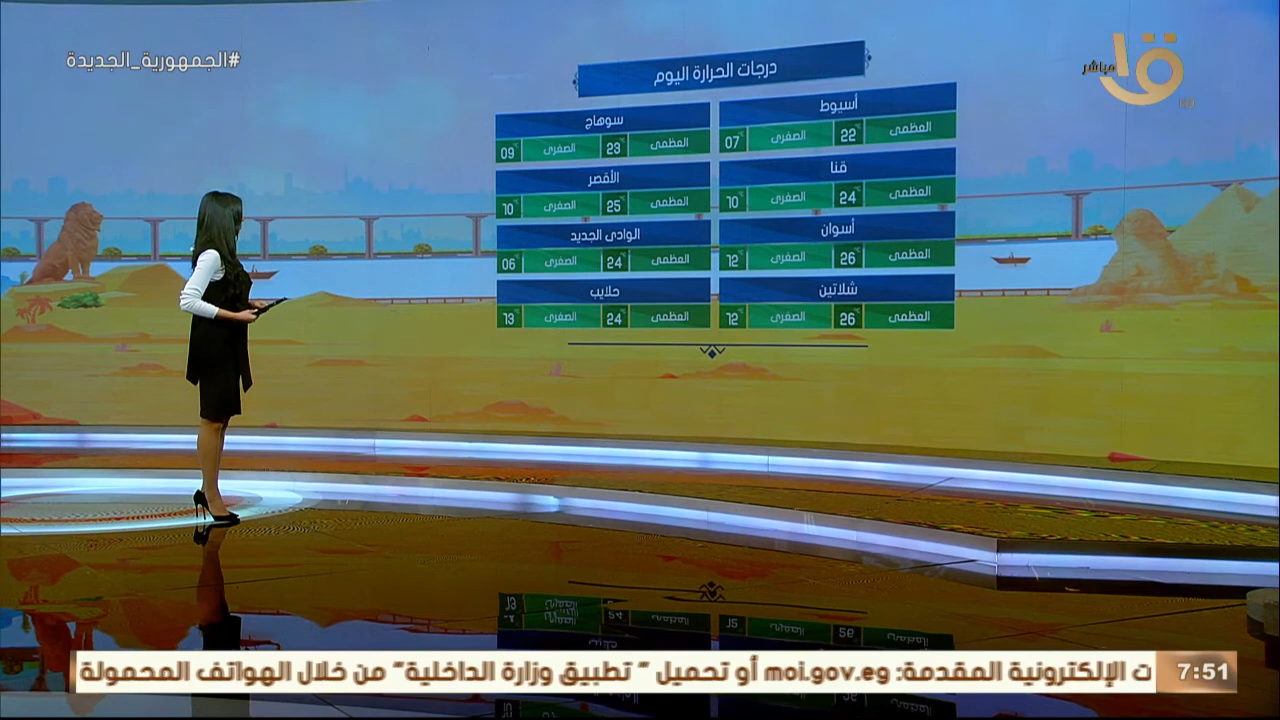 #الجمهورية_الجديدة
مباشر
درجات الحرارة اليوم
أسيوط
العظمى 22° الصغرى 07°
سوهاج
العظمى 23° الصغرى 09°
قنا
العظمى 24° الصغرى 10°
الأقصر
العظمى 25° الصغرى 10°
أسوان
العظمى 26° الصغرى 12°
الوادى الجديد
العظمى 24° الصغرى 06°
شلاتين
العظمى 26° الصغرى 12°
حلايب
العظمى 24° الصغرى 13°
7:51
ت الإلكترونية المقدمة: moi.gov.eg أو تحميل " تطبيق وزارة الداخلية" من خلال الهواتف المحمولة